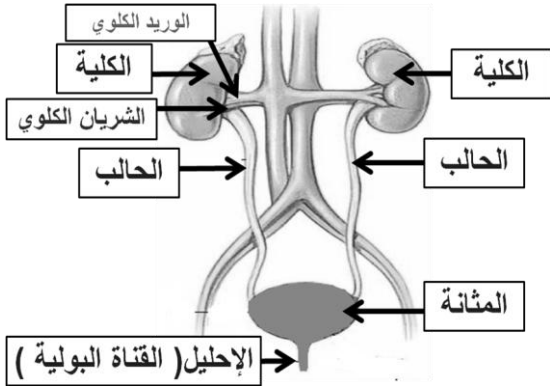 الوريد الكلوي
الكلية
الكلية
الشريان الكلوي
الحالب
الحالب
المثانة
الإحليل( القناة البولية )